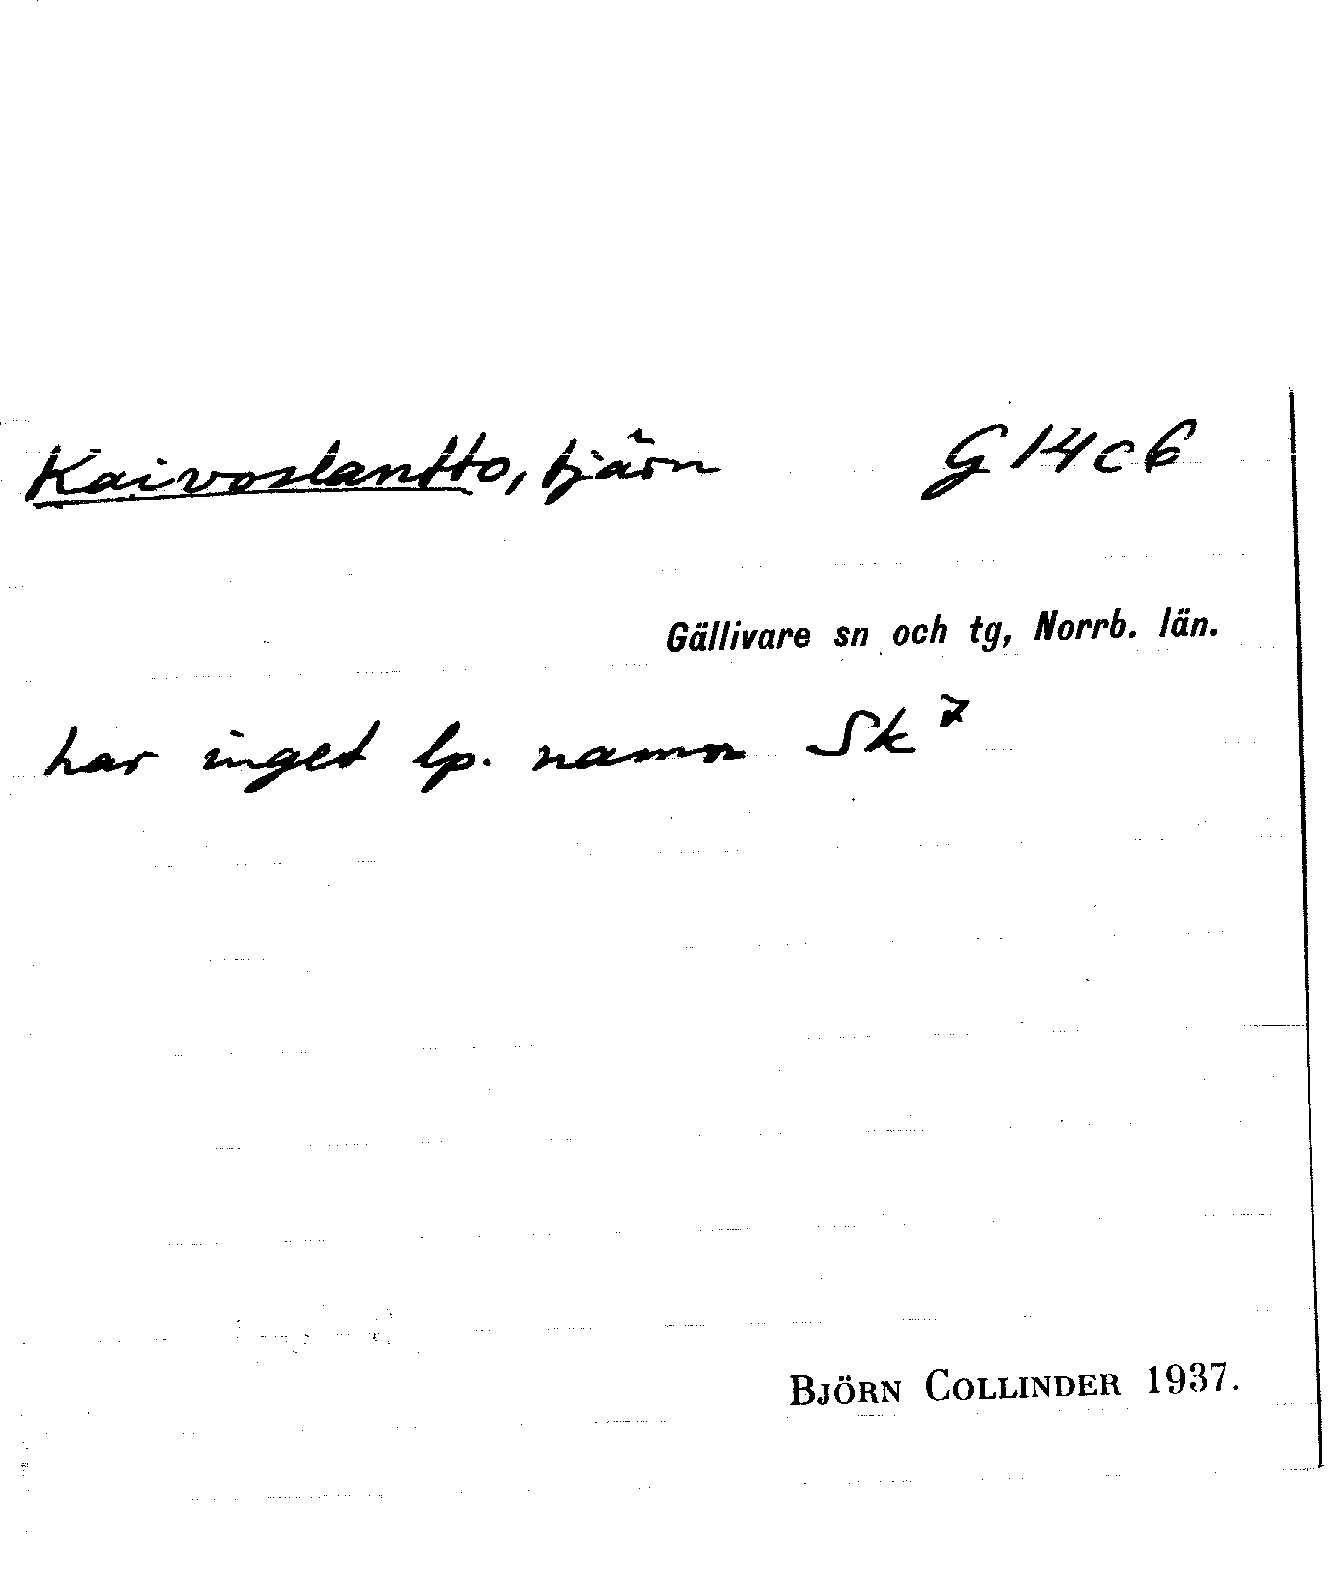 Kaivoslantto, tjärn G 14 c 6
Gällivare sn och tg, Norrb. län.
har inget lp. namn Sk 7
BJÖRN COLLINDER 1937.